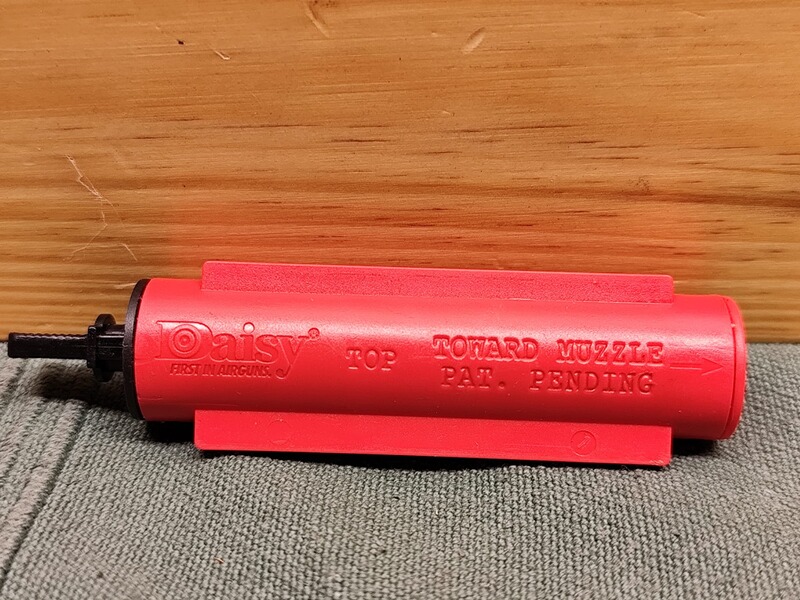 Daisy®
FIRST IN AIRGUNS.
TOP
TOWARD MUZZLE
PAT. PENDING